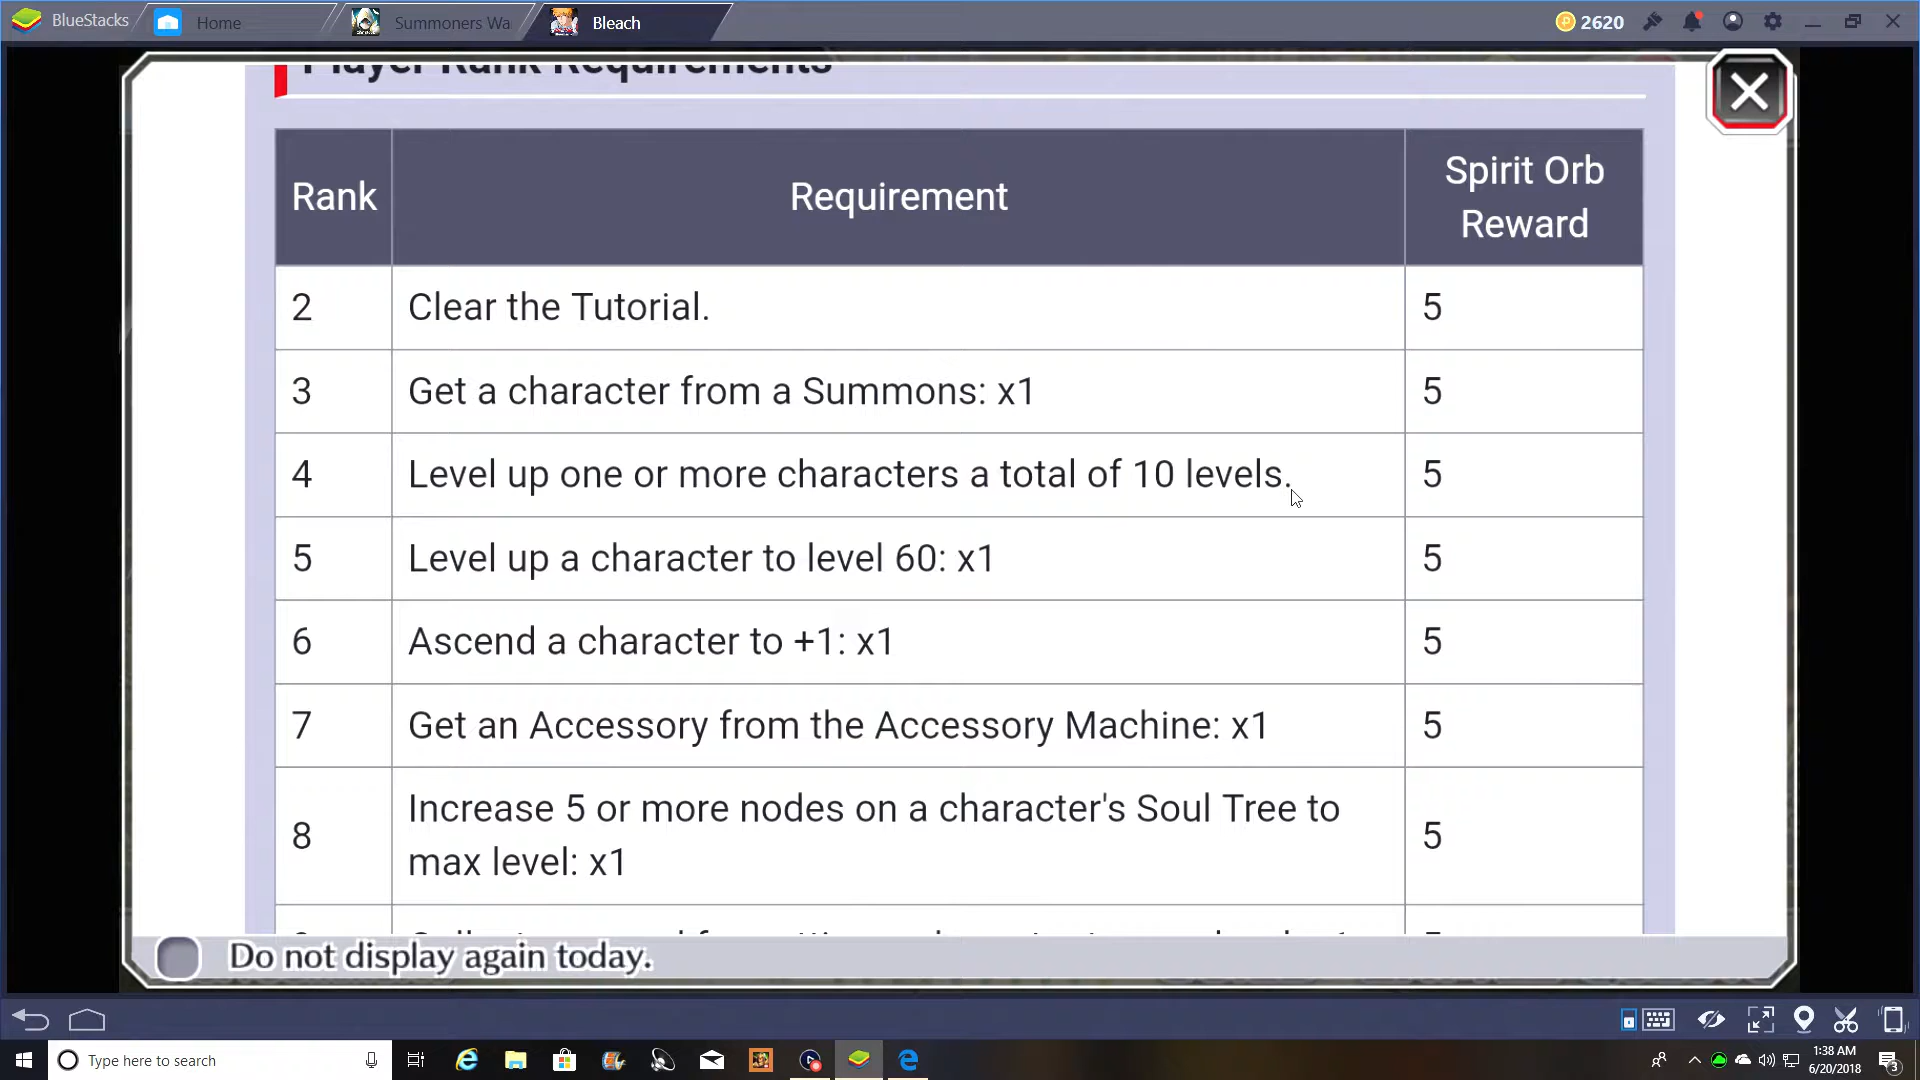 BlueStacks
Home
Summoners Wa
Bleach
2620
Player Rank Requirements
Rank
Requirement
Spirit Orb
Reward
2
Clear the Tutorial.
5
3
Get a character from a Summons: x1
5
4
Level up one or more characters a total of 10 levels.
5
5
Level up a character to level 60: x1
5
6
Ascend a character to +1: x1
5
7
Get an Accessory from the Accessory Machine: x1
5
8
Increase 5 or more nodes on a character's Soul Tree to
max level: x1
5
Do not display again today.
Type here to search
1:38 AM
6/20/2018
3